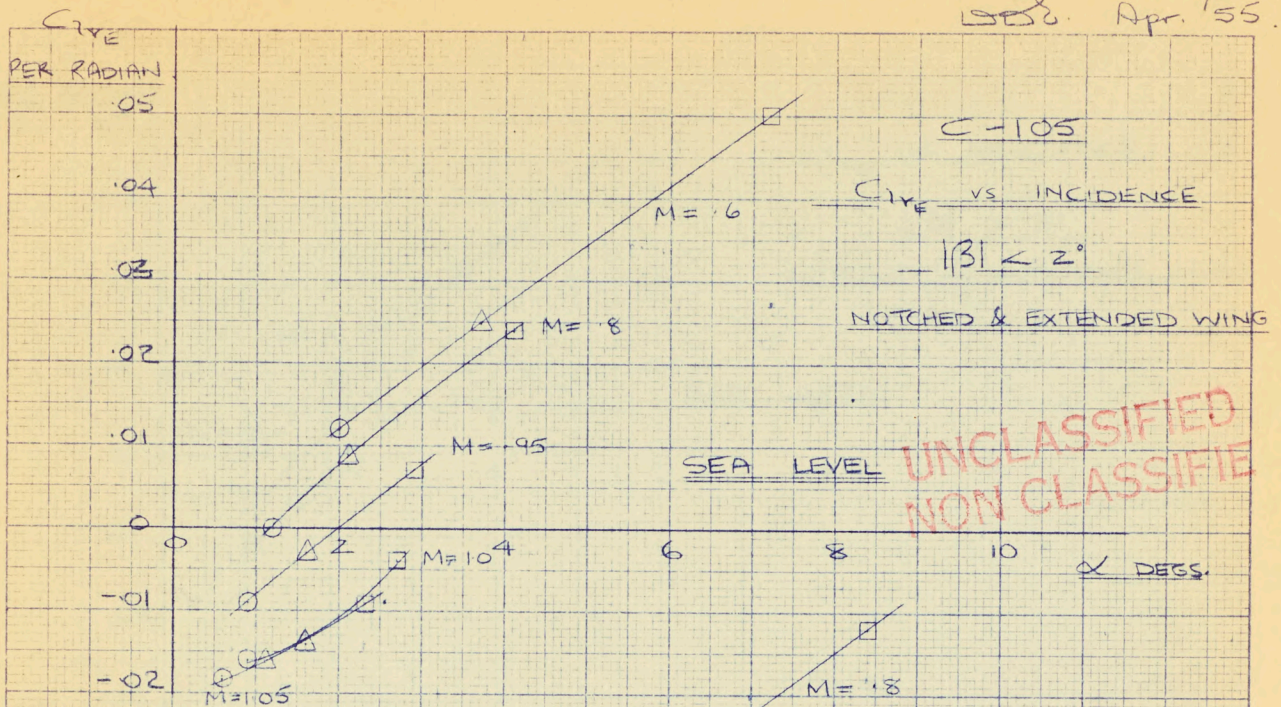 Apr. '55.
C
PER RADIAN
.05
C-105
.04
vs INCIDENCE
M = .6
|β| < 2°
.03
NOTCHED & EXTENDED WING
M = .8
.02
.01
M = .95
UNCLASSIFIED
SEA LEVEL
NON CLASSIFIE
0
0 2 4 6 8 10
M = 1.0
α DEGS.
-.01
-.02
M = .8
M = 1.05